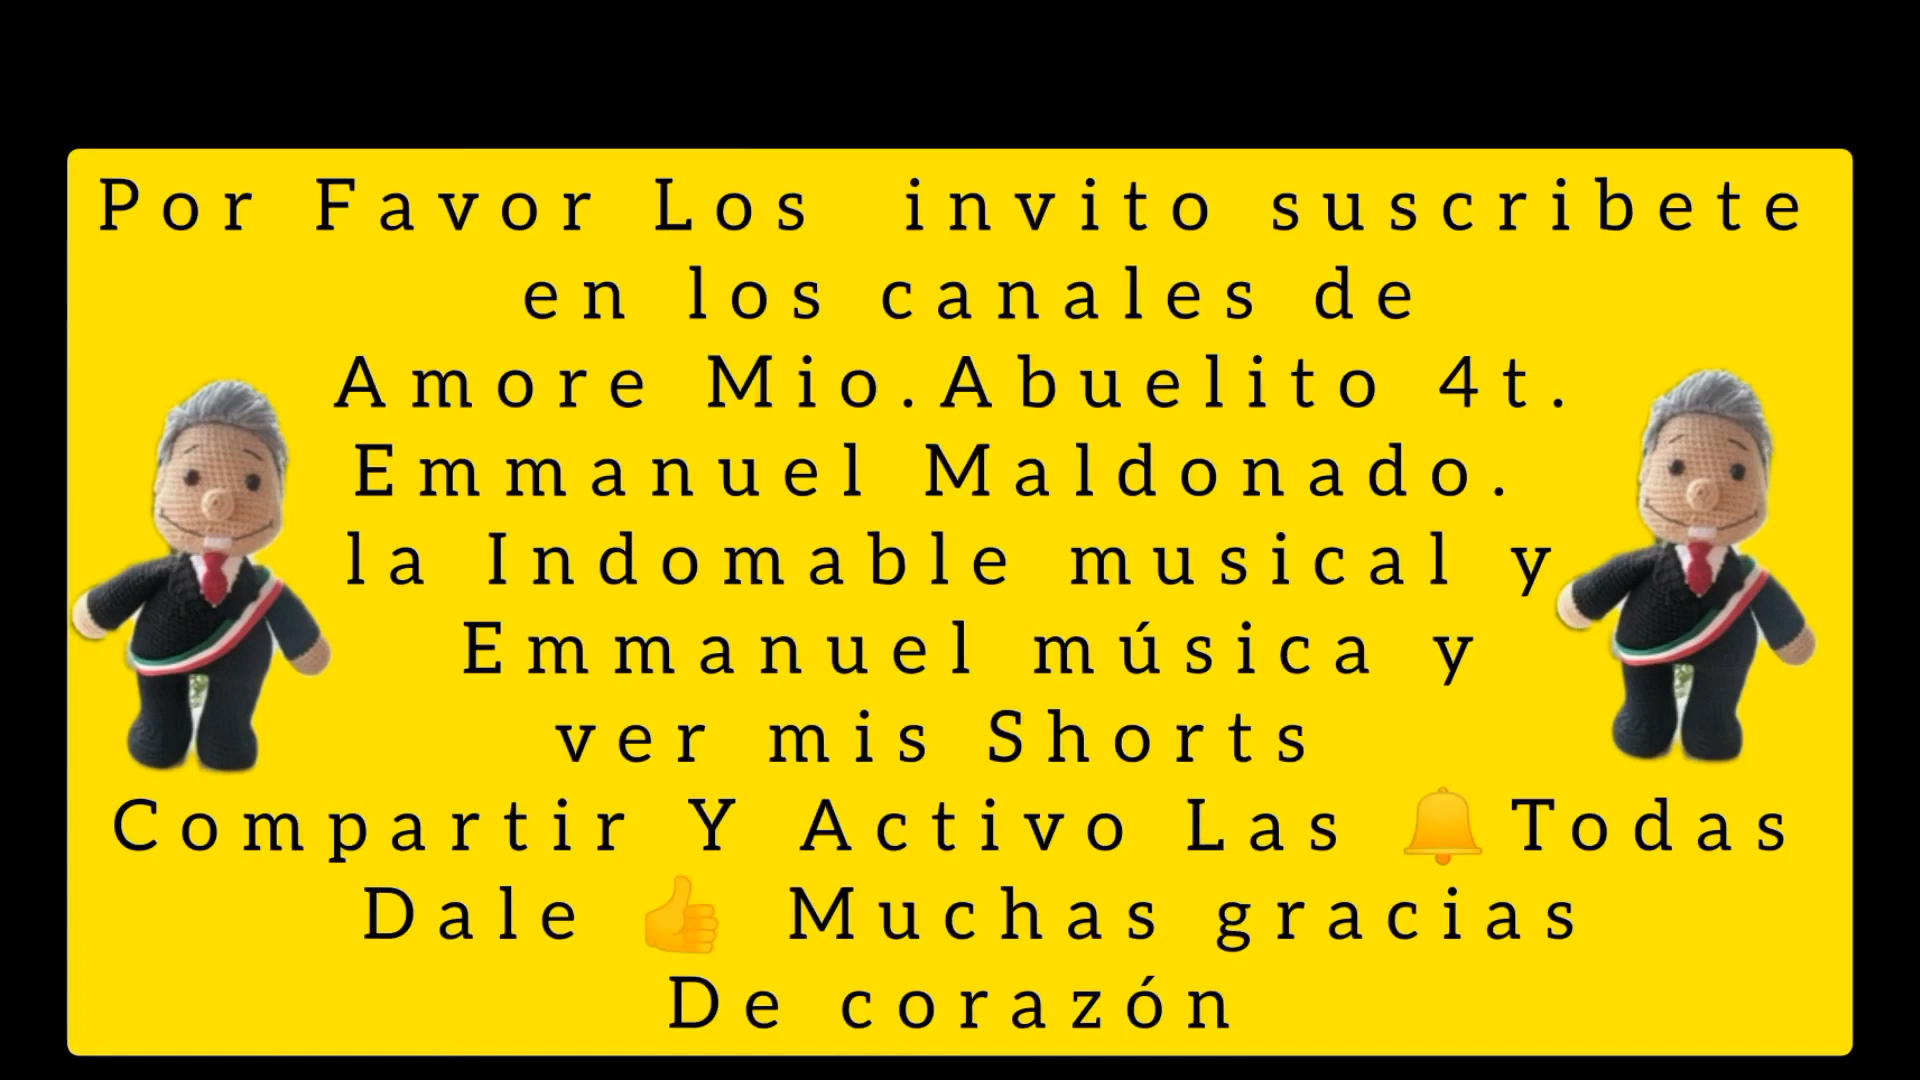 Por Favor Los invito suscribete
en los canales de
Amore Mio.Abuelito 4t.
Emmanuel Maldonado.
la Indomable musical y
Emmanuel música y
ver mis Shorts
Compartir Y Activo Las 🔔Todas
Dale 👍 Muchas gracias
De corazón